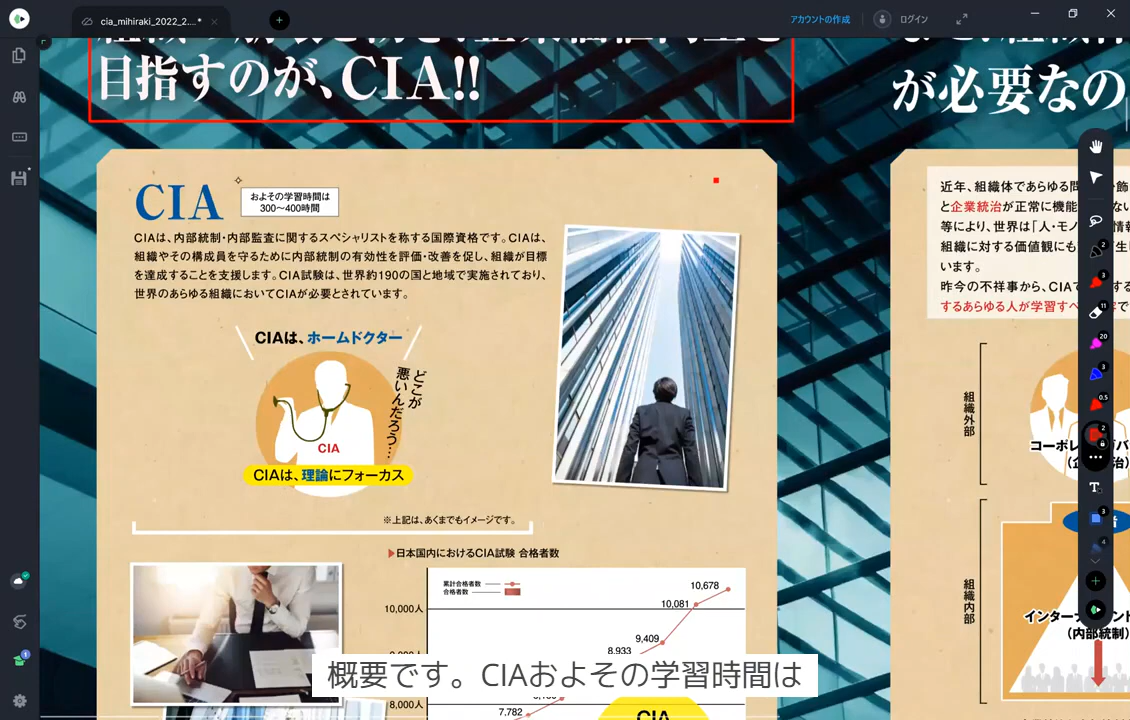 cia_mihiraki_2022_2....*
アカウントの作成
ログイン
目指すのが、CIA!!
が必要なの
CIA
およその学習時間は
300〜400時間
CIAは、内部統制・内部監査に関するスペシャリストを称する国際資格です。CIAは、
組織やその構成員を守るために内部統制の有効性を評価・改善を促し、組織が目標
を達成することを支援します。CIA試験は、世界約190の国と地域で実施されており、
世界のあらゆる組織においてCIAが必要とされています。
CIAは、ホームドクター
どこが
悪いんだろう…
CIA
CIAは、理論にフォーカス
※上記は、あくまでもイメージです。
▶日本国内におけるCIA試験 合格者数
累計合格者数
合格者数
10,678
10,081
10,000人
9,409
8,933
8,000人
7,782
CIA
近年、組織体であらゆる問
と企業統治が正常に機能
等により、世界は「人・モノ
組織に対する価値観にも
います。
昨今の不祥事から、CIAで
するあらゆる人が学習すべ
組織外部
コーポレ
組織内部
インター
(内部統制)
2
3
11
20
3
0.5
2
T
3
4
1
概要です。CIAおよその学習時間は